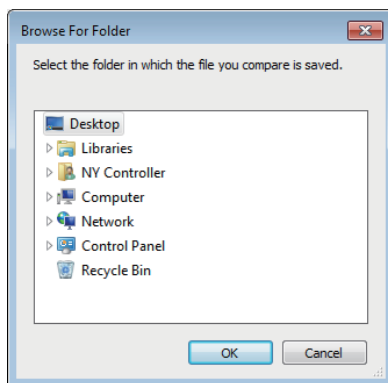 Browse For Folder
Select the folder in which the file you compare is saved.
Desktop
Libraries
NY Controller
Computer
Network
Control Panel
Recycle Bin
OK
Cancel